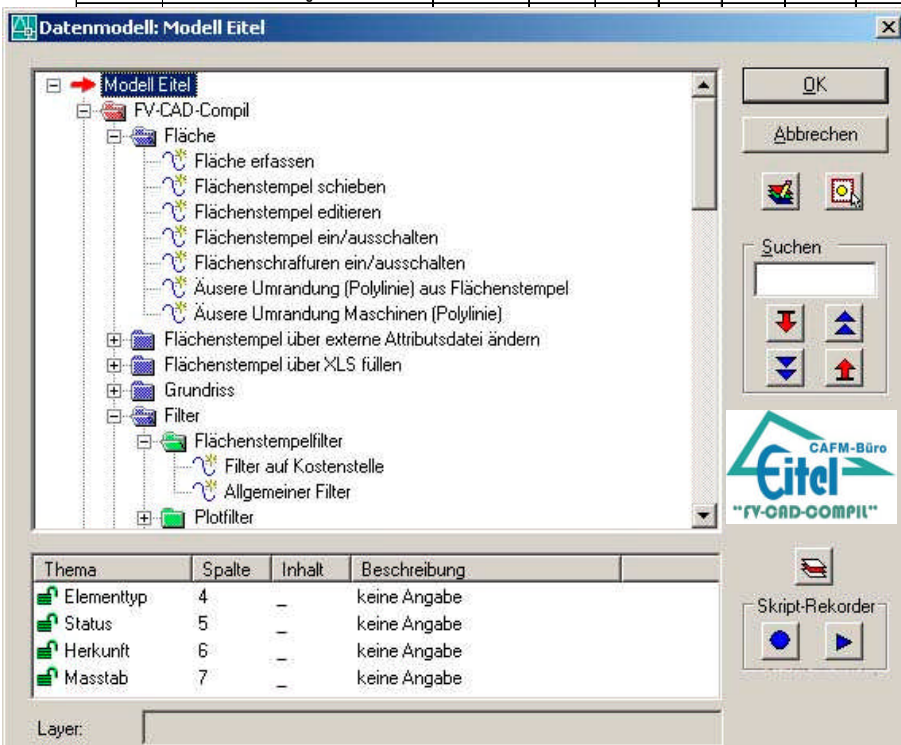 Datenmodell: Modell Eitel
Modell Eitel
FV-CAD-Compil
Fläche
Fläche erfassen
Flächenstempel schieben
Flächenstempel editieren
Flächenstempel ein/ausschalten
Flächenschraffuren ein/ausschalten
Äusere Umrandung (Polylinie) aus Flächenstempel
Äusere Umrandung Maschinen (Polylinie)
Flächenstempel über externe Attributsdatei ändern
Flächenstempel über XLS füllen
Grundriss
Filter
Flächenstempelfilter
Filter auf Kostenstelle
Allgemeiner Filter
Plotfilter
OK
Abbrechen
Suchen
CAFM-Büro
Eitel
"FV-CAD-COMPIL"
Skript-Rekorder
Thema Spalte Inhalt Beschreibung
Elementtyp 4 _ keine Angabe
Status 5 _ keine Angabe
Herkunft 6 _ keine Angabe
Masstab 7 _ keine Angabe
Layer: